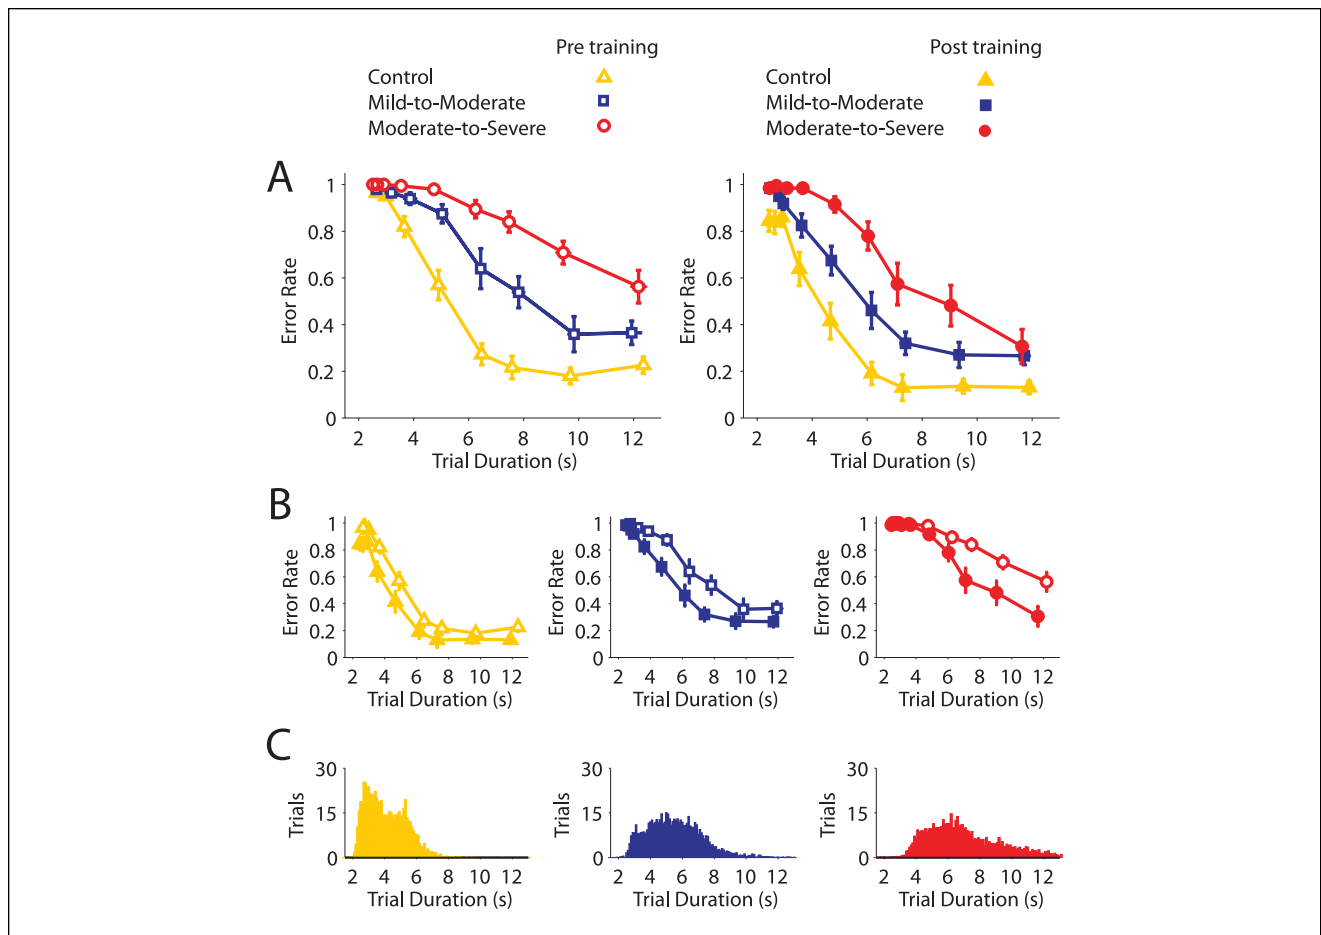 Pre training
Control
Mild-to-Moderate
Moderate-to-Severe
Post training
Control
Mild-to-Moderate
Moderate-to-Severe
A
1
0.8
0.6
0.4
0.2
0
Error Rate
2 4 6 8 10 12
Trial Duration (s)
1
0.8
0.6
0.4
0.2
0
Error Rate
2 4 6 8 10 12
Trial Duration (s)
B
1
0.8
0.6
0.4
0.2
0
Error Rate
2 4 6 8 10 12
Trial Duration (s)
1
0.8
0.6
0.4
0.2
0
Error Rate
2 4 6 8 10 12
Trial Duration (s)
1
0.8
0.6
0.4
0.2
0
Error Rate
2 4 6 8 10 12
Trial Duration (s)
C
30
15
0
Trials
2 4 6 8 10 12
Trial Duration (s)
30
15
0
Trials
2 4 6 8 10 12
Trial Duration (s)
30
15
0
Trials
2 4 6 8 10 12
Trial Duration (s)